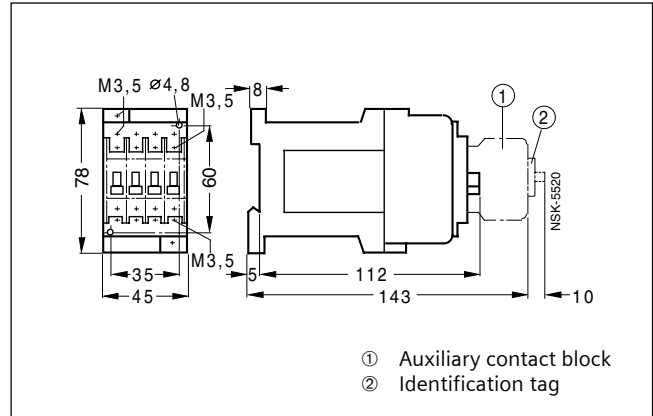 8
M3,5 ⌀4,8
M3,5
78
60
M3,5
35
45
5
112
143
10
①
②
NSK-5520
① Auxiliary contact block
② Identification tag